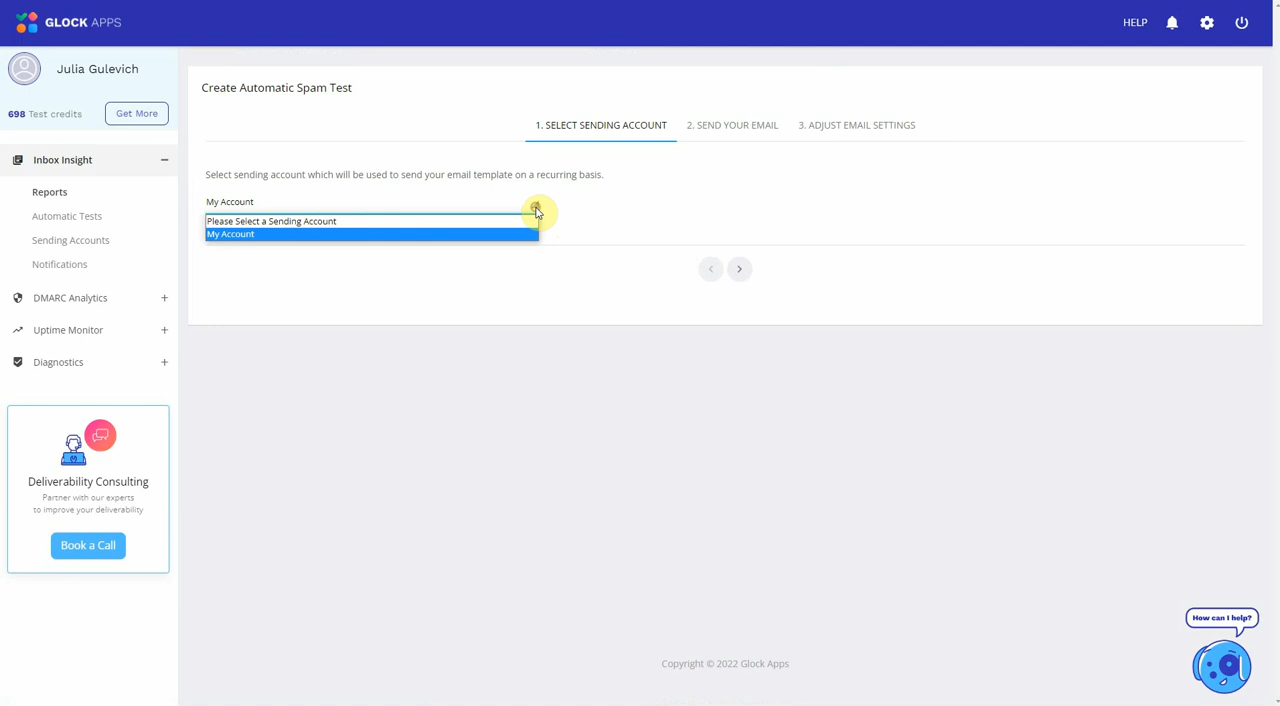 GLOCK APPS
HELP
Julia Gulevich
698 Test credits
Get More
Inbox Insight
Reports
Automatic Tests
Sending Accounts
Notifications
DMARC Analytics
Uptime Monitor
Diagnostics
Deliverability Consulting
Partner with our experts
to improve your deliverability
Book a Call
Create Automatic Spam Test
1. SELECT SENDING ACCOUNT
2. SEND YOUR EMAIL
3. ADJUST EMAIL SETTINGS
Select sending account which will be used to send your email template on a recurring basis.
My Account
Please Select a Sending Account
My Account
How can I help?
Copyright © 2022 Glock Apps